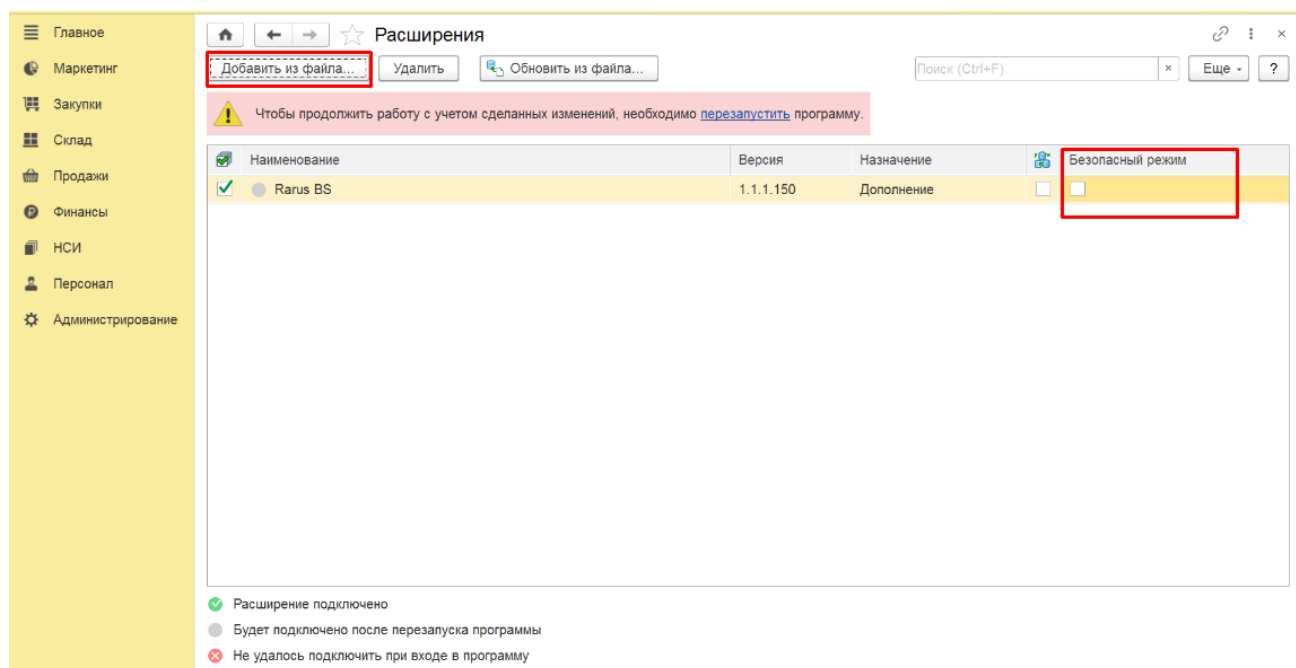 Главное
Маркетинг
Закупки
Склад
Продажи
Финансы
НСИ
Персонал
Администрирование
Расширения
Добавить из файла... Удалить Обновить из файла... Поиск (Ctrl+F) × Еще ?
Чтобы продолжить работу с учетом сделанных изменений, необходимо перезапустить программу.
Наименование Версия Назначение Безопасный режим
Rarus BS 1.1.1.150 Дополнение
Расширение подключено
Будет подключено после перезапуска программы
Не удалось подключить при входе в программу